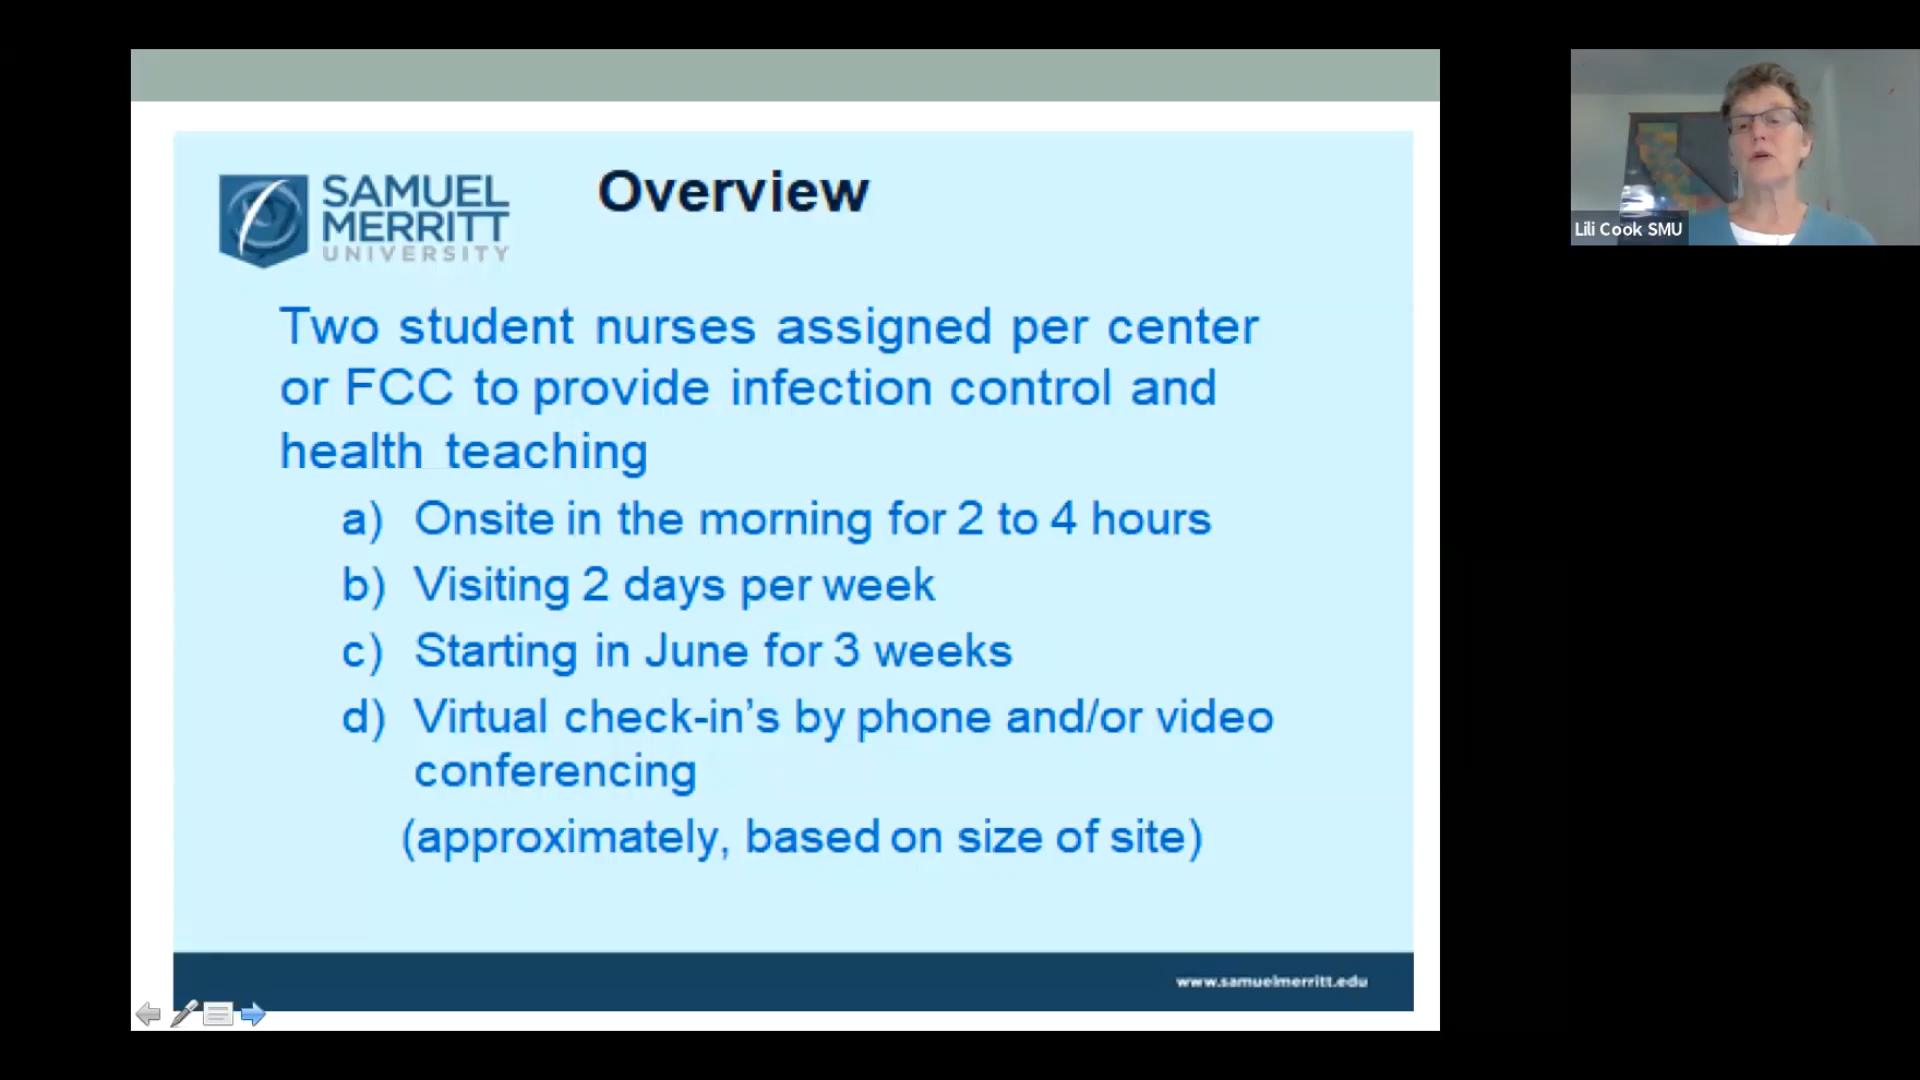 SAMUEL
MERRITT
UNIVERSITY
Overview
Two student nurses assigned per center
or FCC to provide infection control and
health teaching
a) Onsite in the morning for 2 to 4 hours
b) Visiting 2 days per week
c) Starting in June for 3 weeks
d) Virtual check-in’s by phone and/or video
conferencing
(approximately, based on size of site)
www.samuelmerritt.edu
Lili Cook SMU